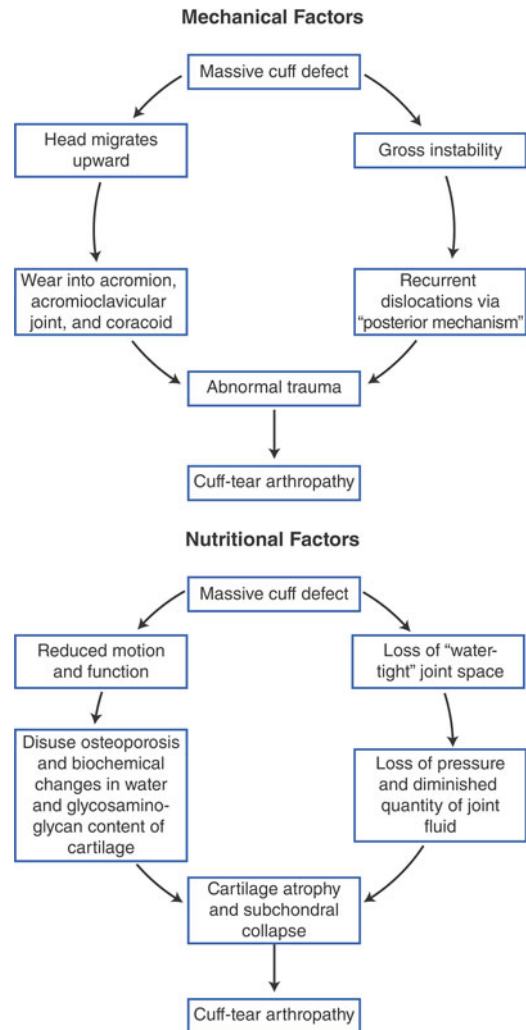 Mechanical Factors
Massive cuff defect
Head migrates
upward
Gross instability
Wear into acromion,
acromioclavicular
joint, and coracoid
Recurrent
dislocations via
“posterior mechanism”
Abnormal trauma
Cuff-tear arthropathy
Nutritional Factors
Massive cuff defect
Reduced motion
and function
Loss of “water-
tight” joint space
Disuse osteoporosis
and biochemical
changes in water
and glycosamino-
glycan content of
cartilage
Loss of pressure
and diminished
quantity of joint
fluid
Cartilage atrophy
and subchondral
collapse
Cuff-tear arthropathy